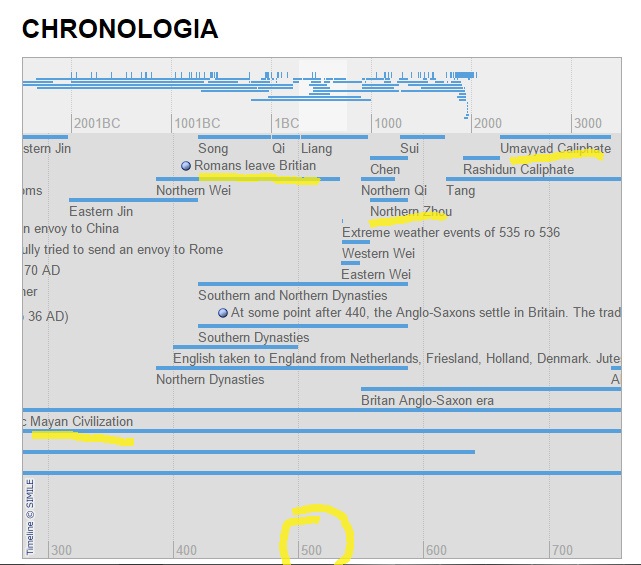 CHRONOLOGIA
2001BC 1001BC 1BC 1000 2000 3000
stern Jin Song Qi Liang Sui Umayyad Caliphate
Romans leave Britian Chen Rashidun Caliphate
oms Northern Wei Northern Qi Tang
Eastern Jin Northern Zhou
n envoy to China Extreme weather events of 535 ro 536
ully tried to send an envoy to Rome Western Wei
70 AD Eastern Wei
ner Southern and Northern Dynasties
36 AD) At some point after 440, the Anglo-Saxons settle in Britain. The trad
Southern Dynasties
English taken to England from Netherlands, Friesland, Holland, Denmark. Jute
Northern Dynasties A
Britan Anglo-Saxon era
c Mayan Civilization
Timeline © SIMILE
300 400 500 600 700